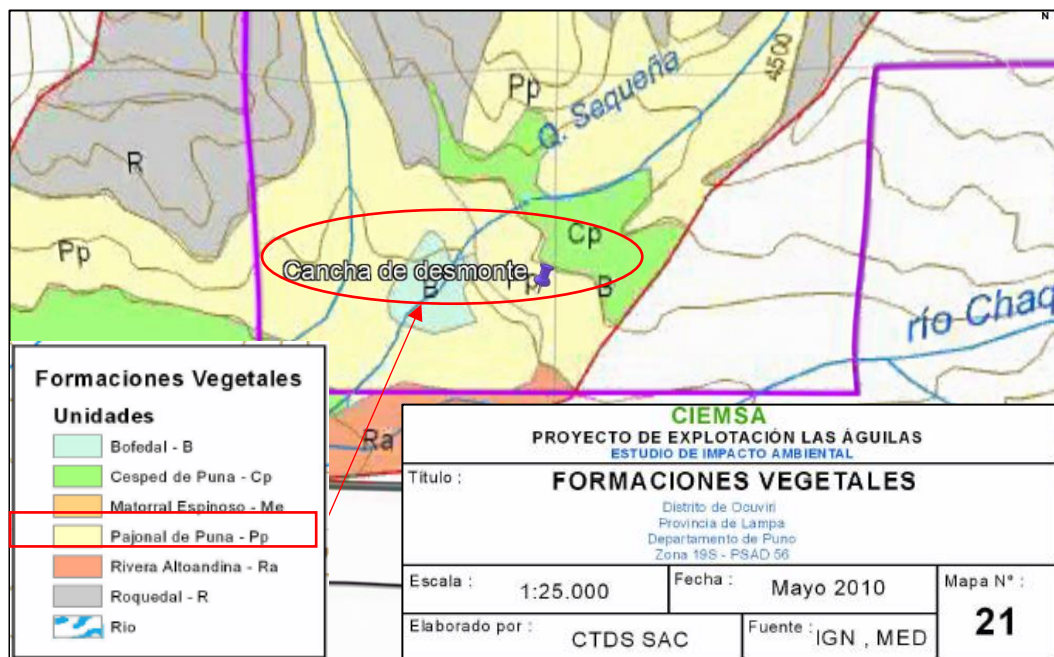 N
Pp
Q. Sequeña
4500
R
Pp
Cp
Cancha de desmonte
Pp
B
B
río Chaq
Ra
Formaciones Vegetales
Unidades
Bofedal - B
Cesped de Puna - Cp
Matorral Espinoso - Me
Pajonal de Puna - Pp
Rivera Altoandina - Ra
Roquedal - R
Rio
CIEMSA
PROYECTO DE EXPLOTACIÓN LAS ÁGUILAS
ESTUDIO DE IMPACTO AMBIENTAL
Título :
FORMACIONES VEGETALES
Distrito de Ocuviri
Provincia de Lampa
Departamento de Puno
Zona 19S - PSAD 56
Escala : 1:25.000
Fecha : Mayo 2010
Mapa N° :
21
Elaborado por : CTDS SAC
Fuente : IGN , MED